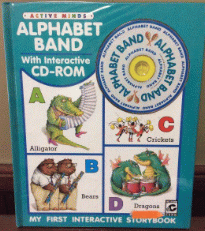 ACTIVE MINDS
ALPHABET
BAND
With Interactive
CD-ROM
ALPHABET BAND
ALPHABET BAND
A
Alligator
C
Crickets
B
Bears
D
Dragons
MY FIRST INTERACTIVE STORYBOOK